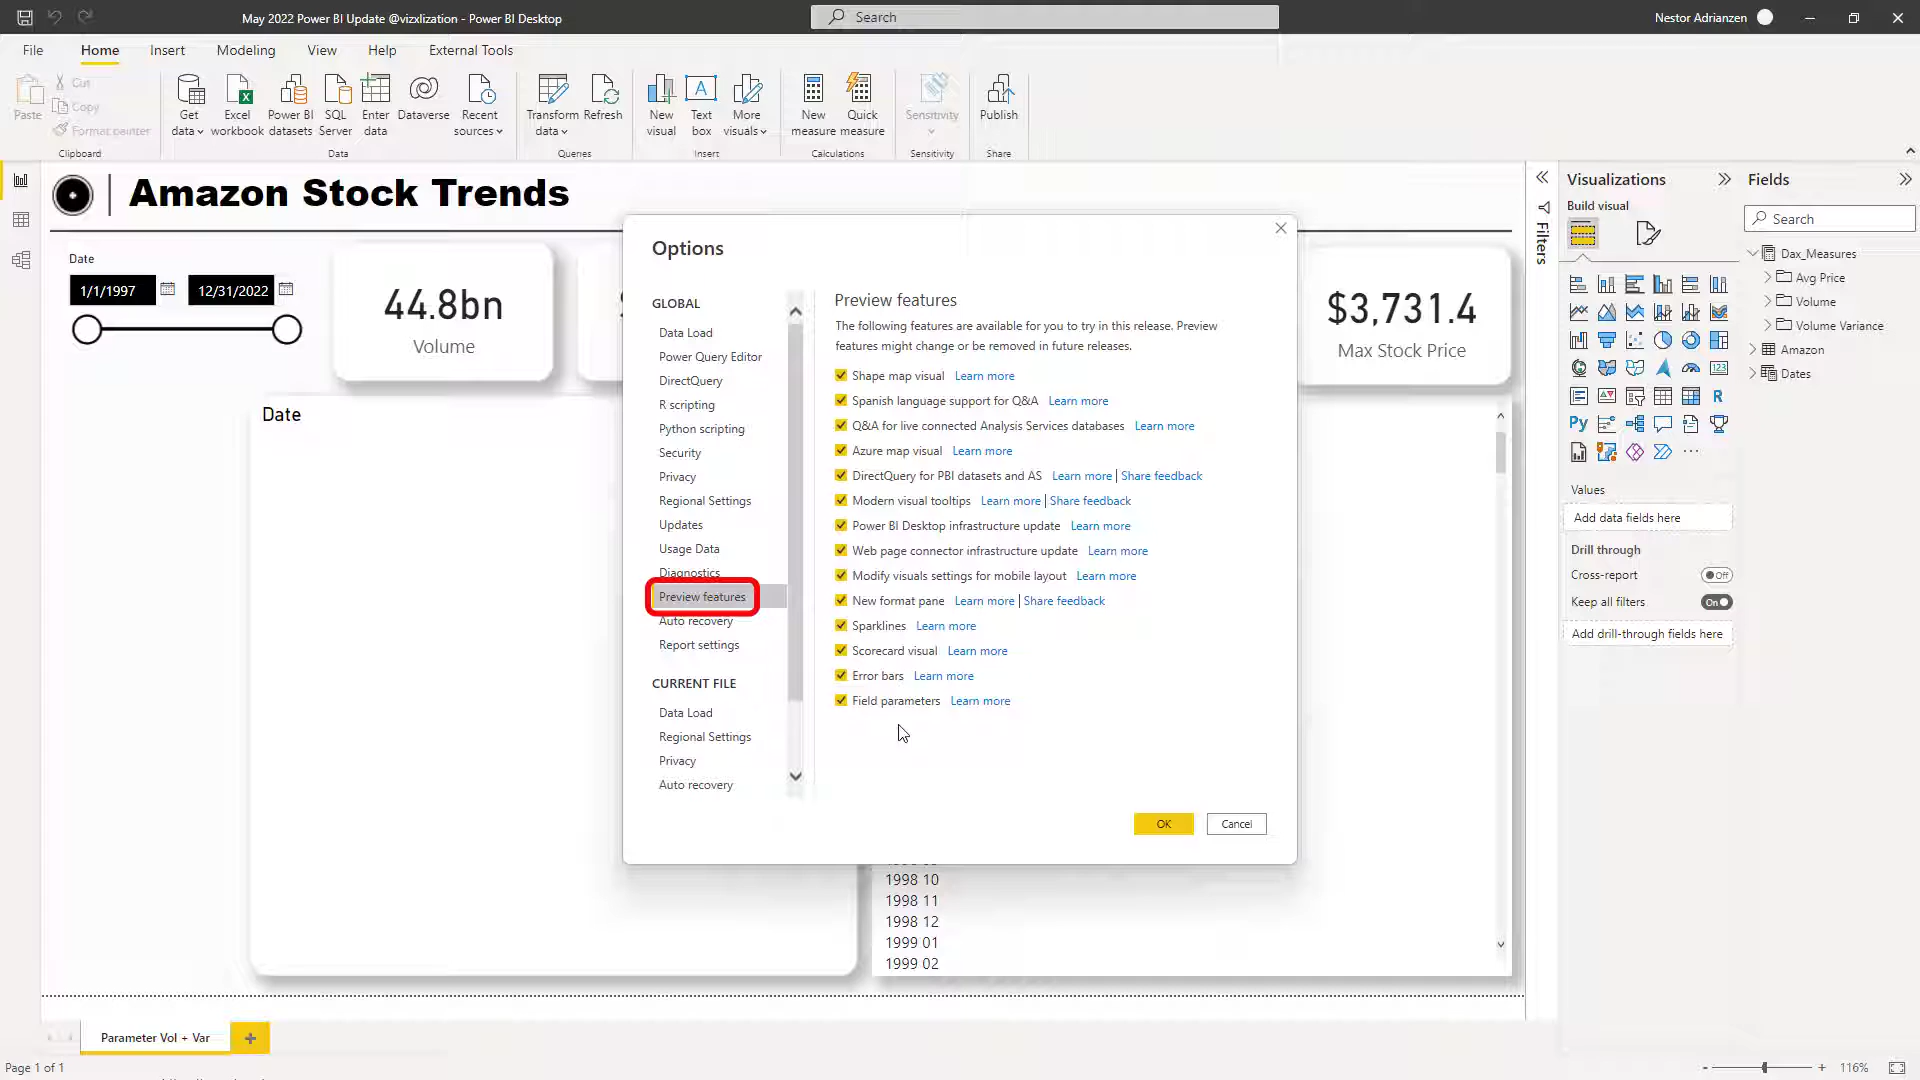 May 2022 Power BI Update @vizxlization - Power BI Desktop
Search
Nestor Adrianzen
File Home Insert Modeling View Help External Tools
Paste
Cut
Copy
Format painter
Clipboard
Get data
Excel workbook
Power BI datasets
SQL Server
Enter data
Dataverse
Recent sources
Data
Transform data
Refresh
Queries
New visual
Text box
More visuals
Insert
New measure
Quick measure
Calculations
Sensitivity
Sensitivity
Publish
Share
Amazon Stock Trends
Date
1/1/1997
12/31/2022
44.8bn
Volume
$3,731.4
Max Stock Price
Date
1998 10
1998 11
1998 12
1999 01
1999 02
Options
GLOBAL
Data Load
Power Query Editor
DirectQuery
R scripting
Python scripting
Security
Privacy
Regional Settings
Updates
Usage Data
Diagnostics
Preview features
Auto recovery
Report settings
CURRENT FILE
Data Load
Regional Settings
Privacy
Auto recovery
Preview features
The following features are available for you to try in this release. Preview
features might change or be removed in future releases.
Shape map visual Learn more
Spanish language support for Q&A Learn more
Q&A for live connected Analysis Services databases Learn more
Azure map visual Learn more
DirectQuery for PBI datasets and AS Learn more | Share feedback
Modern visual tooltips Learn more | Share feedback
Power BI Desktop infrastructure update Learn more
Web page connector infrastructure update Learn more
Modify visuals settings for mobile layout Learn more
New format pane Learn more | Share feedback
Sparklines Learn more
Scorecard visual Learn more
Error bars Learn more
Field parameters Learn more
OK
Cancel
Filters
Visualizations
Build visual
123
R
Py
Values
Add data fields here
Drill through
Cross-report
Off
Keep all filters
On
Add drill-through fields here
Fields
Search
Dax_Measures
Avg Price
Volume
Volume Variance
Amazon
Dates
Parameter Vol + Var
Page 1 of 1
116%